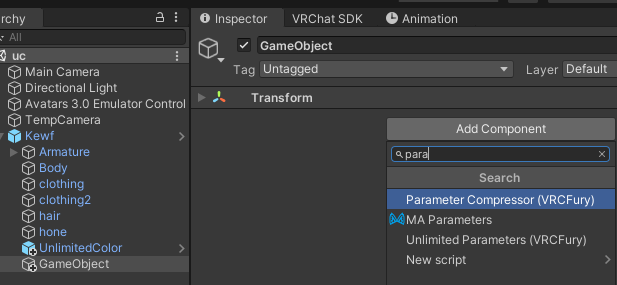 rarchy
Inspector
VRChat SDK
Animation
All
GameObject
uc
Tag Untagged
Layer Default
Main Camera
Directional Light
Avatars 3.0 Emulator Control
Transform
TempCamera
Kewf
Add Component
Armature
para
Body
clothing
Search
clothing2
Parameter Compressor (VRCFury)
hair
MA Parameters
hone
Unlimited Parameters (VRCFury)
UnlimitedColor
New script
GameObject